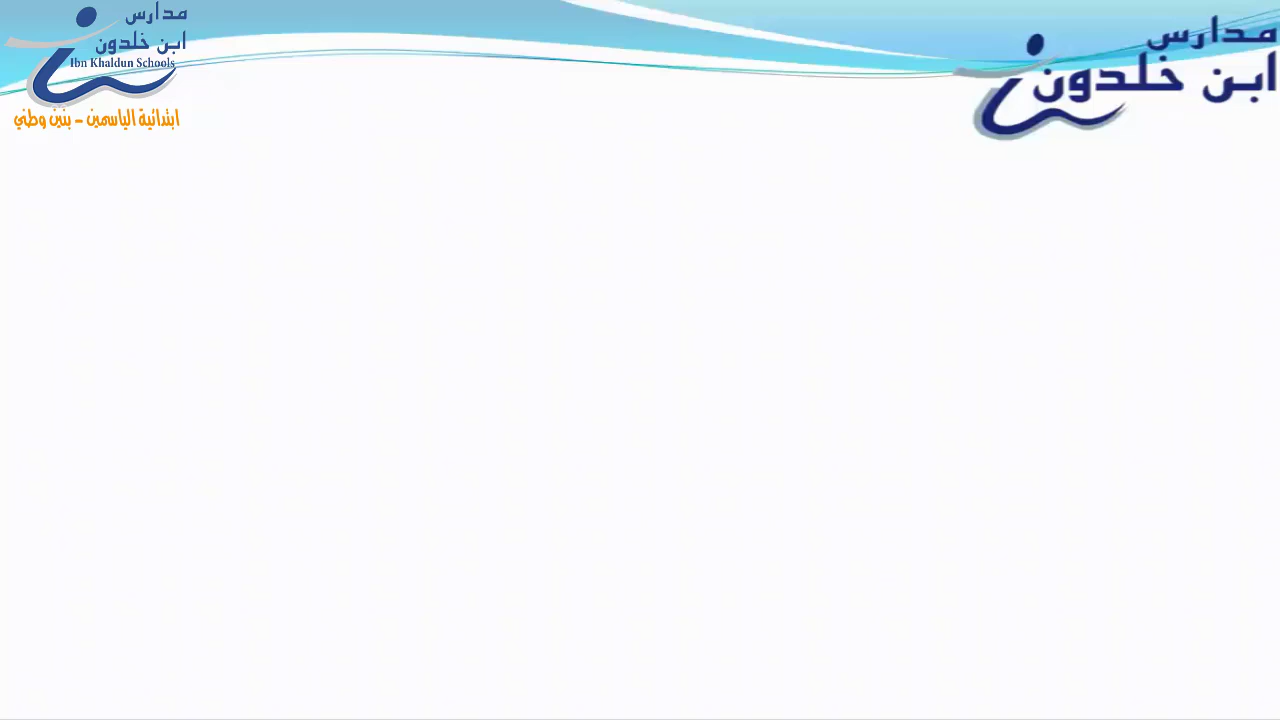 مدارس
ابن خلدون
Ibn Khaldun Schools
ابتدائية الياسمين - بنين وطني
مدارس
ابن خلدون